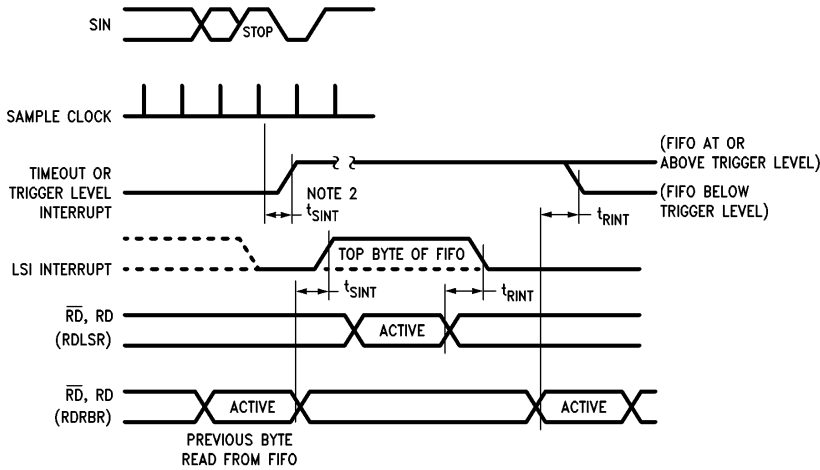 SIN
STOP
SAMPLE CLOCK
TIMEOUT OR
TRIGGER LEVEL
INTERRUPT
NOTE 2
tSINT
(FIFO AT OR
ABOVE TRIGGER LEVEL)
(FIFO BELOW
TRIGGER LEVEL)
tRINT
LSI INTERRUPT
TOP BYTE OF FIFO
tSINT
tRINT
R̅D̅, RD
(RDLSR)
ACTIVE
R̅D̅, RD
(RDRBR)
ACTIVE
ACTIVE
PREVIOUS BYTE
READ FROM FIFO